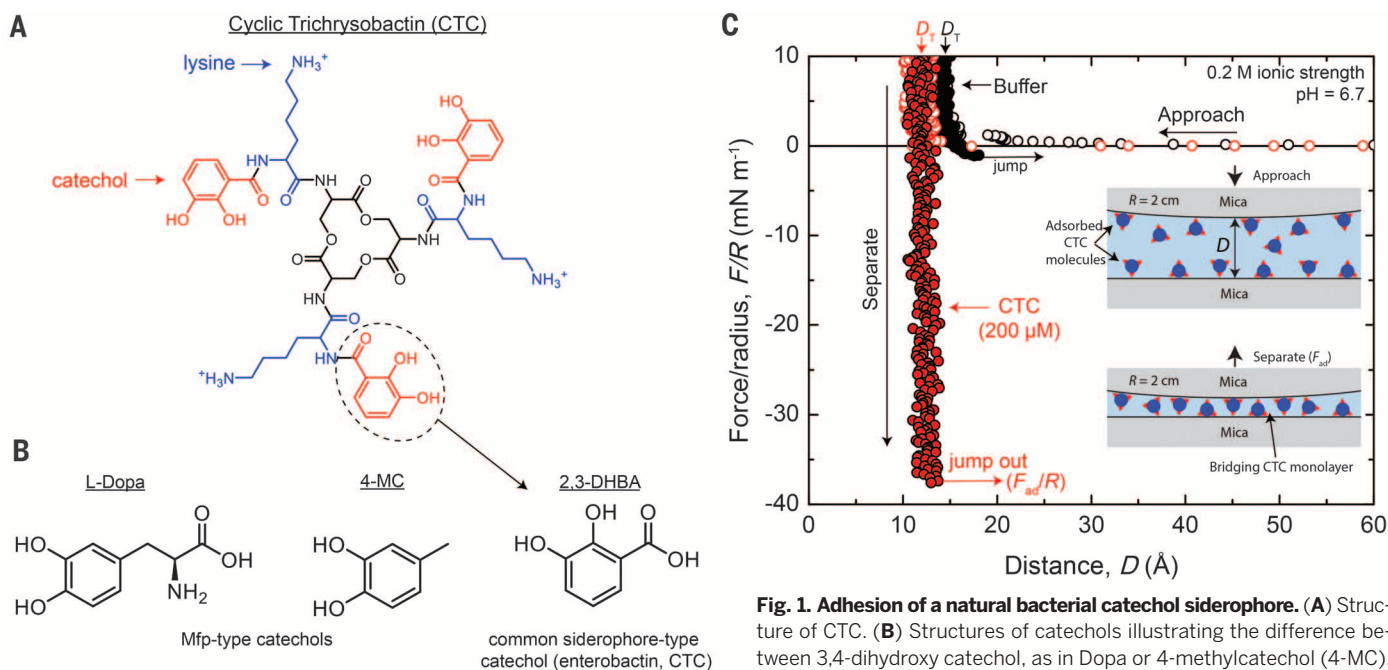 A
Cyclic Trichrysobactin (CTC)
lysine
NH3+
HO
HO
O
HN
O
NH
catechol
HN
O
O
HO
OH
NH
O
O
O
O
O
O
O
NH
O
NH3+
HN
O
O
+H3N
HN
OH
OH
B
L-Dopa
4-MC
2,3-DHBA
HO
HO
O
OH
NH2
HO
HO
OH
HO
O
OH
Mfp-type catechols
common siderophore-type
catechol (enterobactin, CTC)
C
DT
DT
10
0
-10
-20
-30
-40
Force/radius, F/R (mN m-1)
0.2 M ionic strength
pH = 6.7
Buffer
Approach
jump
Separate
CTC
(200 µM)
jump out
(Fad/R)
Approach
R = 2 cm
Mica
Adsorbed
CTC
molecules
D
Mica
Separate (Fad)
R = 2 cm
Mica
Mica
Bridging CTC monolayer
0
10
20
30
40
50
60
Distance, D (Å)
Fig. 1. Adhesion of a natural bacterial catechol siderophore. (A) Struc-
ture of CTC. (B) Structures of catechols illustrating the difference be-
tween 3,4-dihydroxy catechol, as in Dopa or 4-methylcatechol (4-MC)